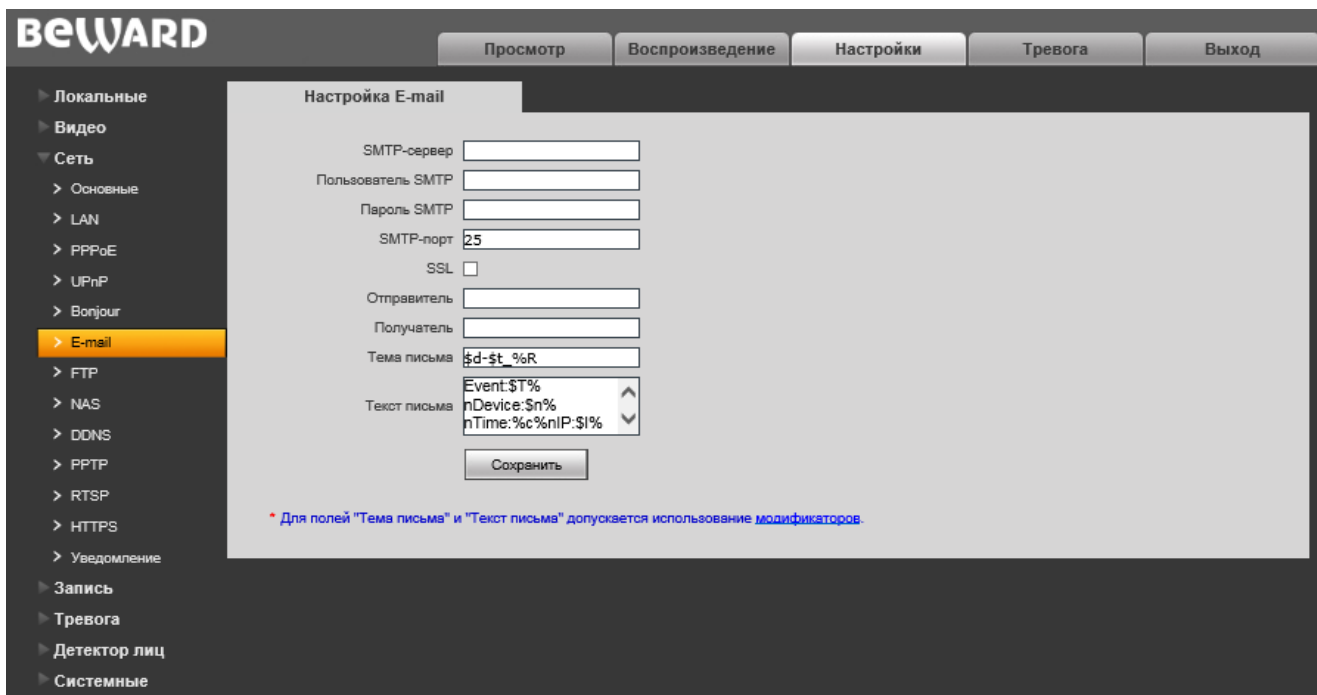 BEWARD
Просмотр
Воспроизведение
Настройки
Тревога
Выход
Локальные
Видео
Сеть
> Основные
> LAN
> PPPoE
> UPnP
> Bonjour
> E-mail
> FTP
> NAS
> DDNS
> PPTP
> RTSP
> HTTPS
> Уведомление
Запись
Тревога
Детектор лиц
Системные
Настройка E-mail
SMTP-сервер
Пользователь SMTP
Пароль SMTP
SMTP-порт 25
SSL
Отправитель
Получатель
Тема письма $d-$t_%R
Текст письма Event:$T%
nDevice:$n%
nTime:%c%nIP:$I%
Сохранить
* Для полей "Тема письма" и "Текст письма" допускается использование модификаторов.